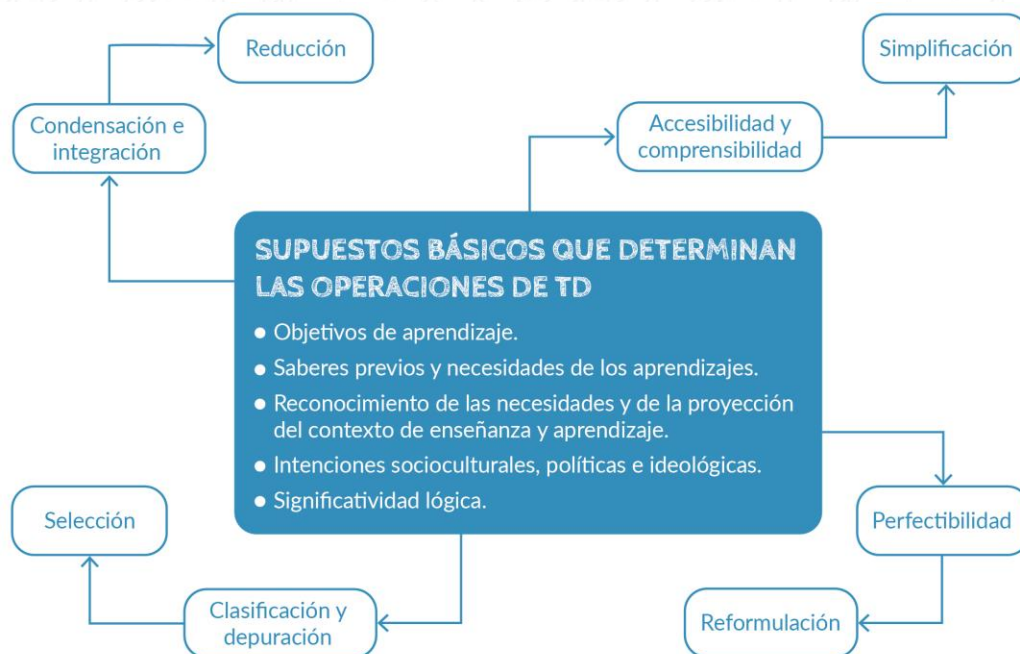 Reducción
Simplificación
Condensación e
integración
Accesibilidad y
comprensibilidad
SUPUESTOS BÁSICOS QUE DETERMINAN
LAS OPERACIONES DE TD
• Objetivos de aprendizaje.
• Saberes previos y necesidades de los aprendizajes.
• Reconocimiento de las necesidades y de la proyección
del contexto de enseñanza y aprendizaje.
• Intenciones socioculturales, políticas e ideológicas.
• Significatividad lógica.
Selección
Perfectibilidad
Clasificación y
depuración
Reformulación